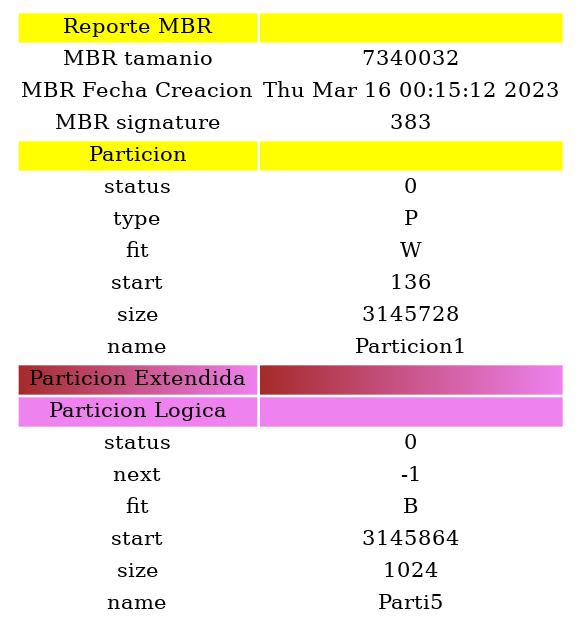 Reporte MBR
MBR tamanio 7340032
MBR Fecha Creacion Thu Mar 16 00:15:12 2023
MBR signature 383
Particion
status 0
type P
fit W
start 136
size 3145728
name Particion1
Particion Extendida
Particion Logica
status 0
next -1
fit B
start 3145864
size 1024
name Parti5